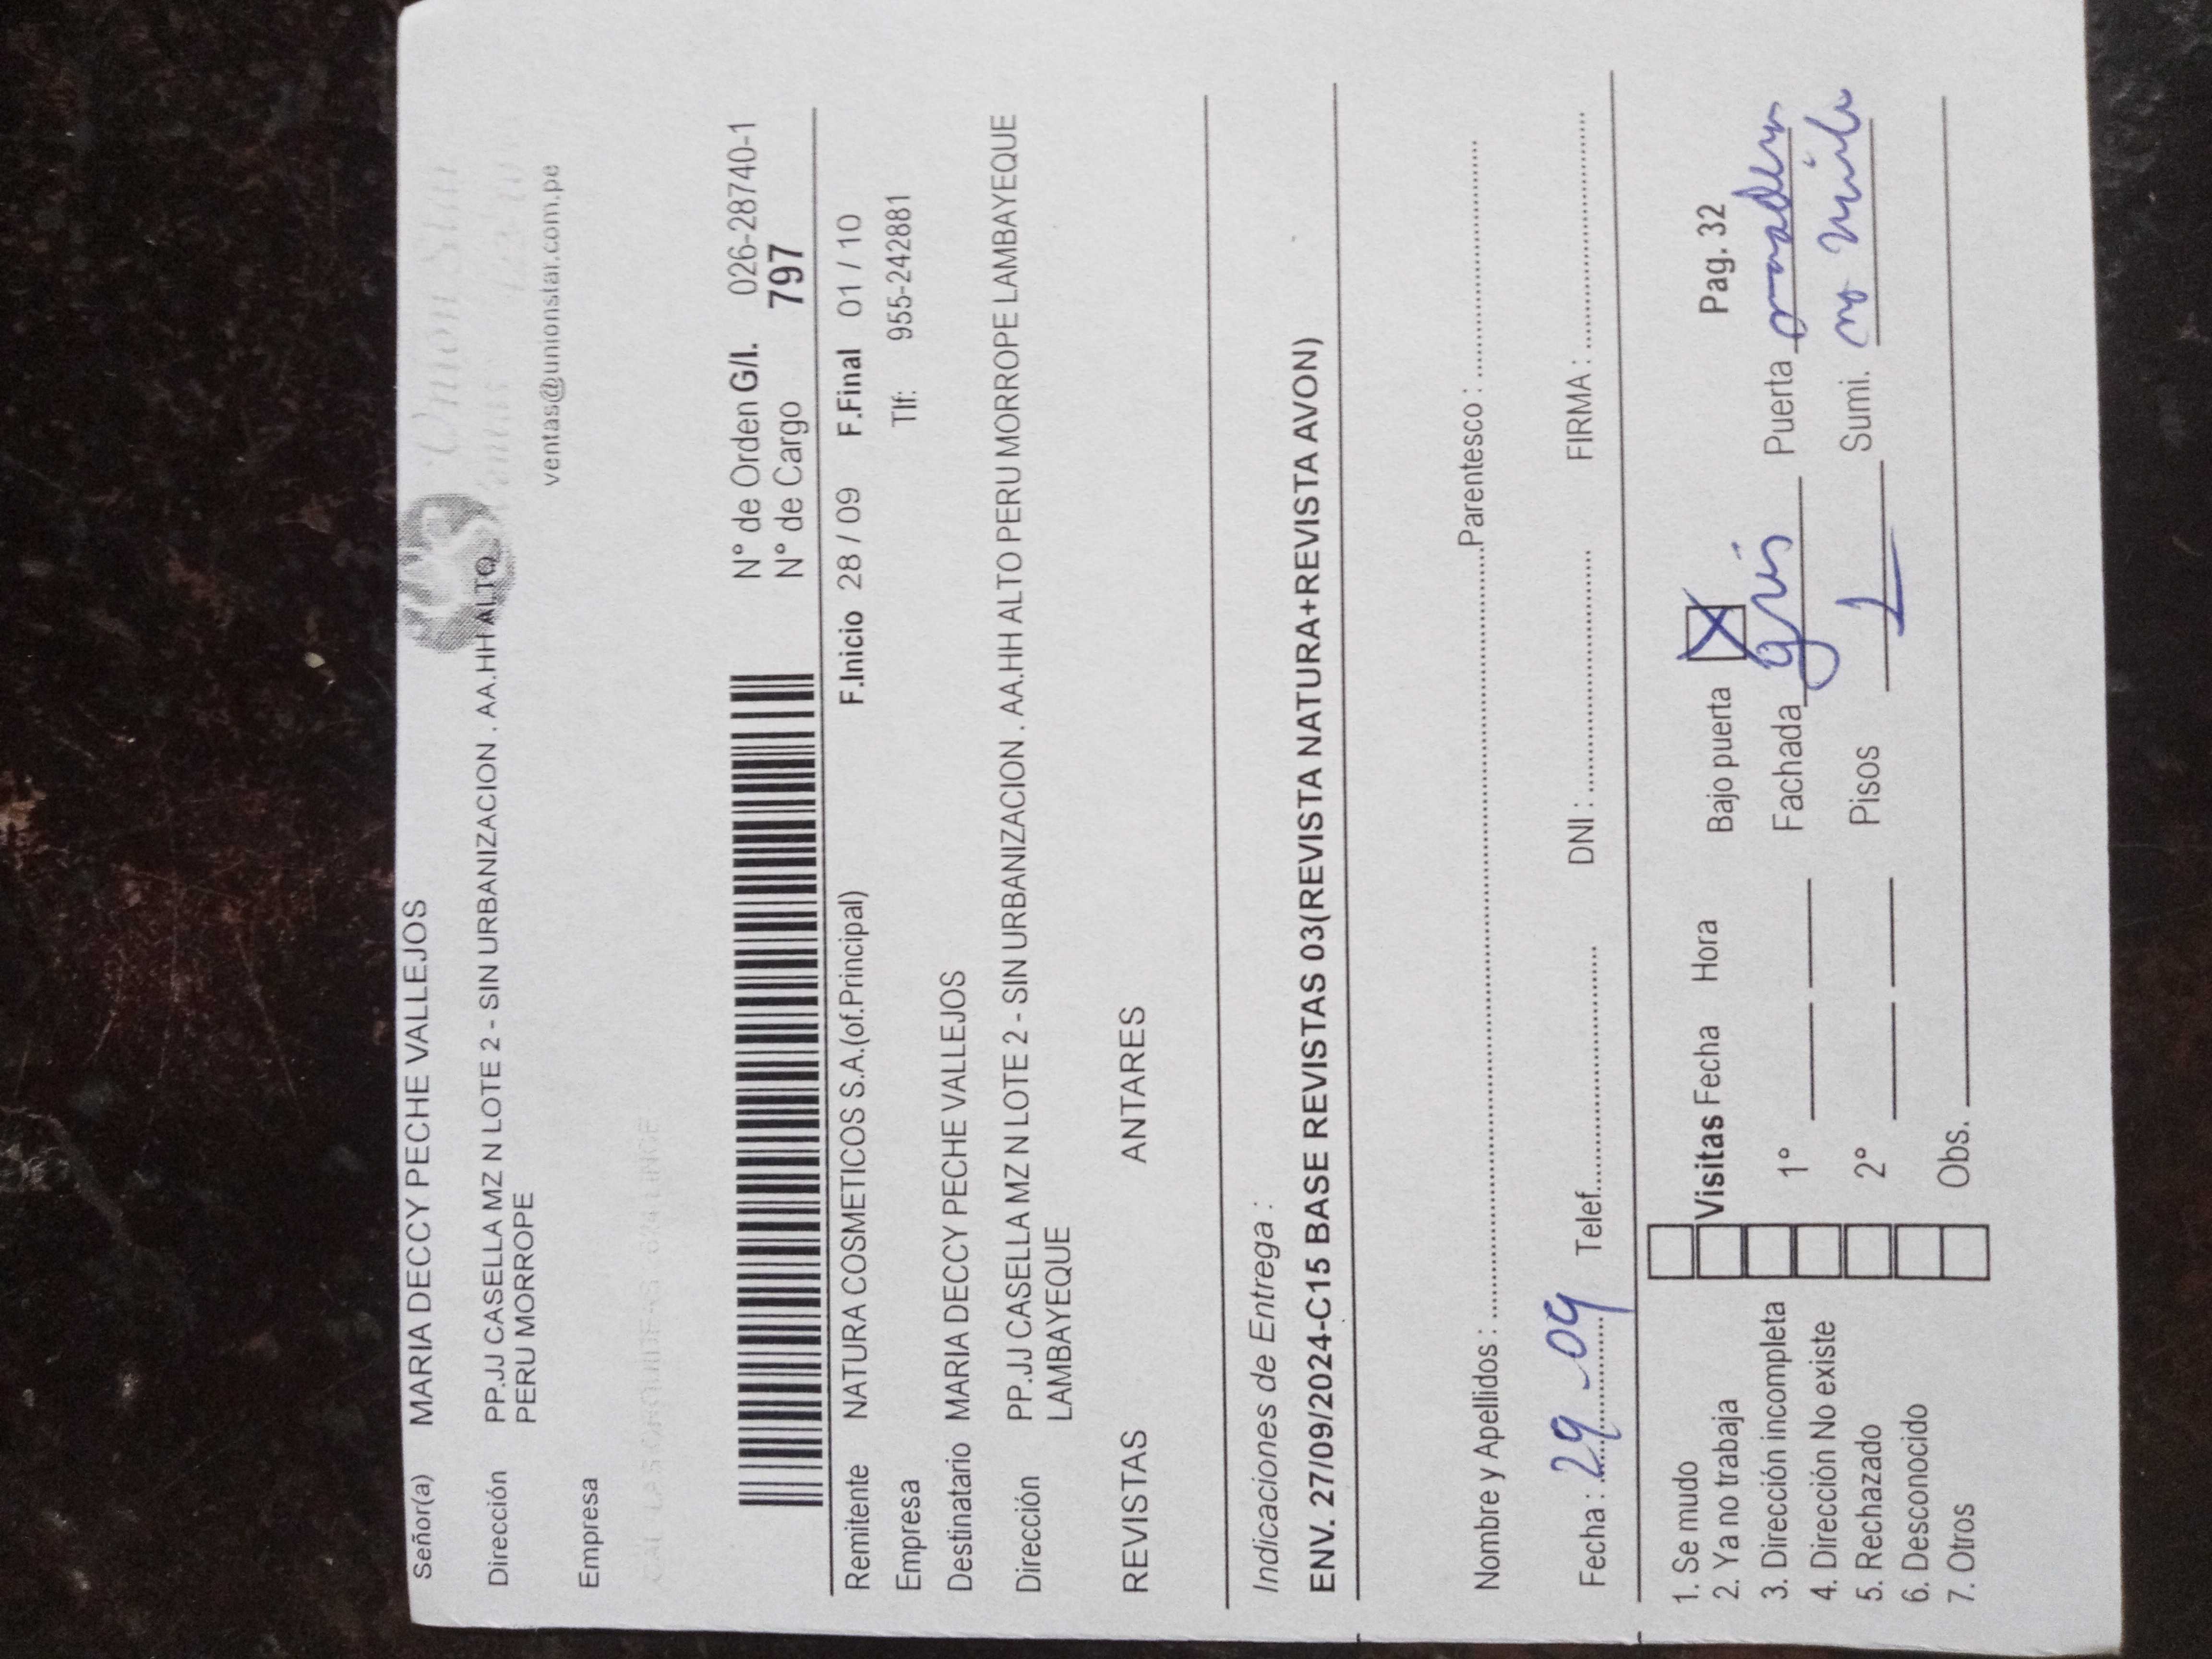 Señor(a) MARIA DECCY PECHE VALLEJOS
Union Star
Dirección PP.JJ CASELLA MZ N LOTE 2 - SIN URBANIZACION . AA.HH ALTO
PERU MORROPE
ventas@unionstar.com.pe
Empresa
N° de Orden G/I. 026-28740-1
N° de Cargo 797
Remitente NATURA COSMETICOS S.A.(of.Principal) F.Inicio 28 / 09 F.Final 01 / 10
Empresa Tlf: 955-242881
Destinatario MARIA DECCY PECHE VALLEJOS
Dirección PP.JJ CASELLA MZ N LOTE 2 - SIN URBANIZACION . AA.HH ALTO PERU MORROPE LAMBAYEQUE
LAMBAYEQUE
REVISTAS ANTARES
Indicaciones de Entrega :
ENV. 27/09/2024-C15 BASE REVISTAS 03(REVISTA NATURA+REVISTA AVON)
Nombre y Apellidos : Parentesco :
Fecha : 29-09 Telef. DNI : FIRMA :
1. Se mudo
2. Ya no trabaja Visitas Fecha Hora Bajo puerta X Pag. 32
3. Dirección incompleta 1° Fachada gris Puerta madera
4. Dirección No existe
5. Rechazado 2° Pisos 1 Sumi. no
6. Desconocido
7. Otros Obs.